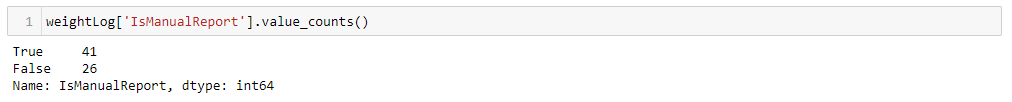 1 weightLog['IsManualReport'].value_counts()
True     41
False    26
Name: IsManualReport, dtype: int64